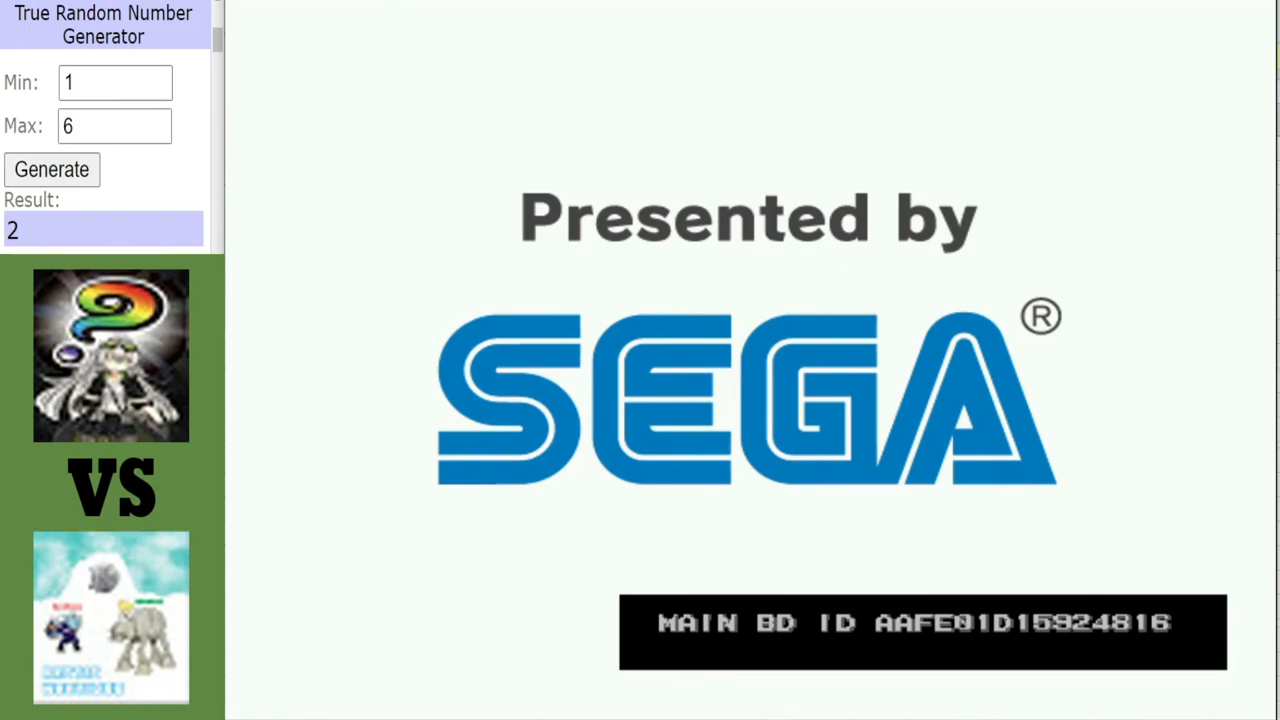 True Random Number
Generator
Min: 1
Max: 6
Generate
Result:
2
VS
Presented by
SEGA®
MAIN BD ID AAFE01D15924816